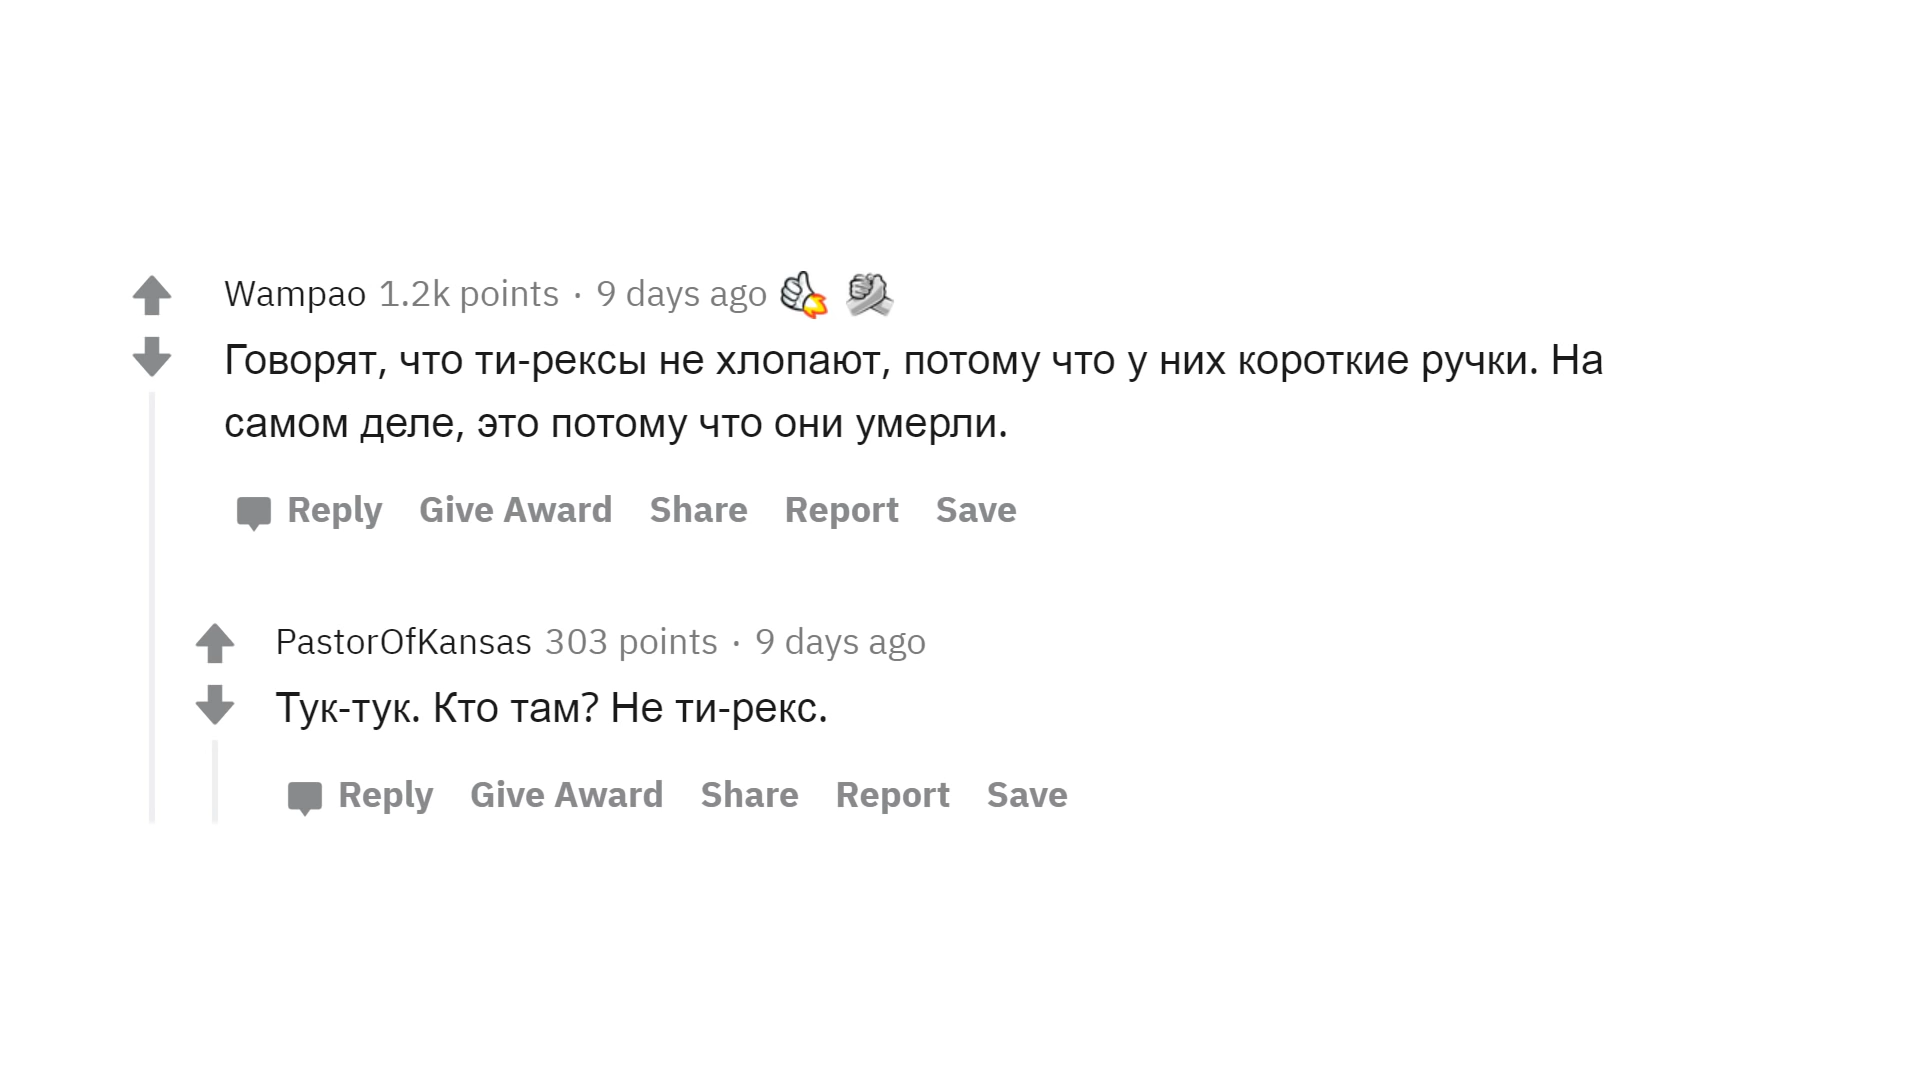 Wampao 1.2k points · 9 days ago
Говорят, что ти-рексы не хлопают, потому что у них короткие ручки. На
самом деле, это потому что они умерли.
Reply Give Award Share Report Save
PastorOfKansas 303 points · 9 days ago
Тук-тук. Кто там? Не ти-рекс.
Reply Give Award Share Report Save